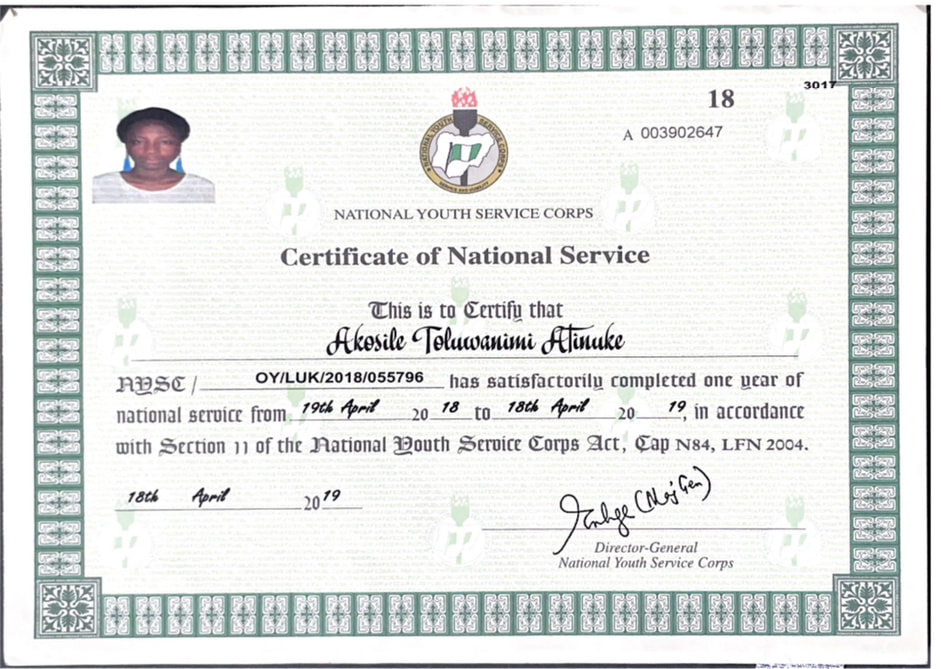 3017
18
A 003902647
NATIONAL YOUTH SERVICE CORPS
SERVICE AND HUMILITY
NATIONAL YOUTH SERVICE CORPS
Certificate of National Service
This is to Certify that
Akosile Toluwanimi Atinuke
NYSC / OY/LUK/2018/055796 has satisfactorily completed one year of
national service from 19th April 20 18 to 18th April 20 19, in accordance
with Section 11 of the National Youth Service Corps Act, Cap N84, LFN 2004.
18th April 2019
(Maj Gen)
Director-General
National Youth Service Corps